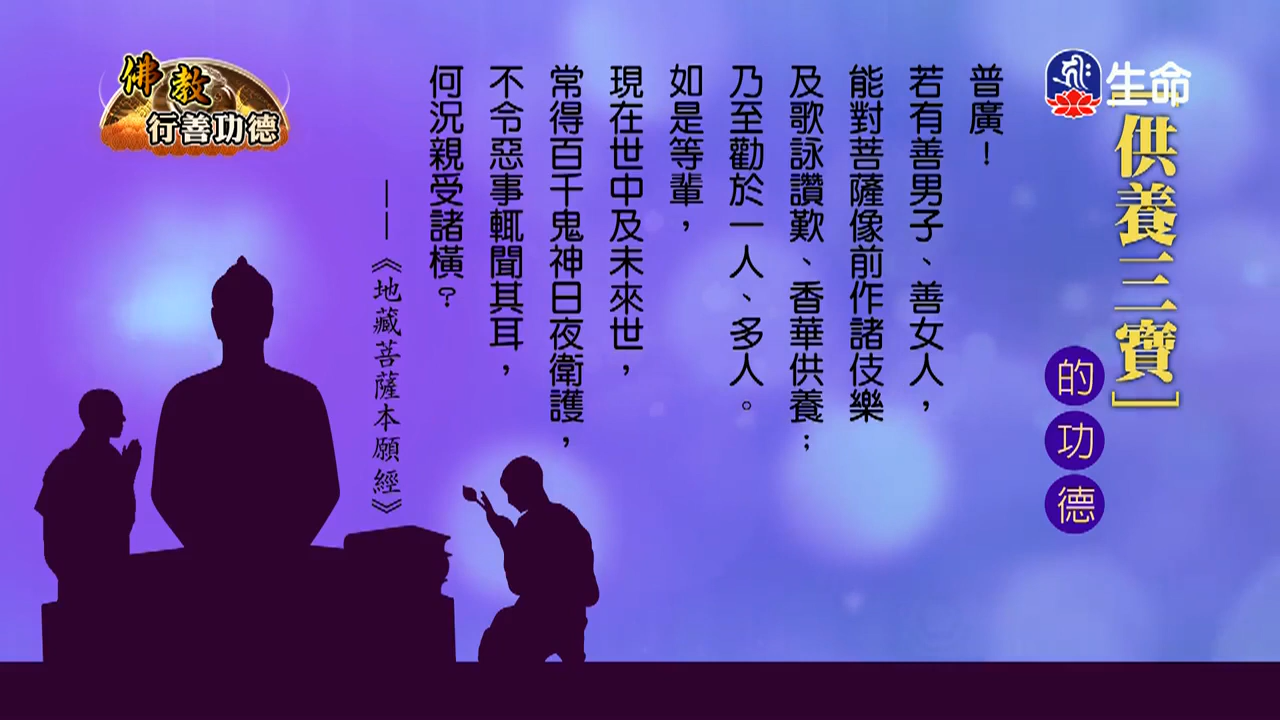 生命
供養三寶]
的功德
普廣！
若有善男子、善女人，
能對菩薩像前作諸伎樂
及歌詠讚歎、香華供養；
乃至勸於一人、多人。
如是等輩，
現在世中及未來世，
常得百千鬼神日夜衛護，
不令惡事輒聞其耳，
何況親受諸橫？
——《地藏菩薩本願經》
佛教
行善功德